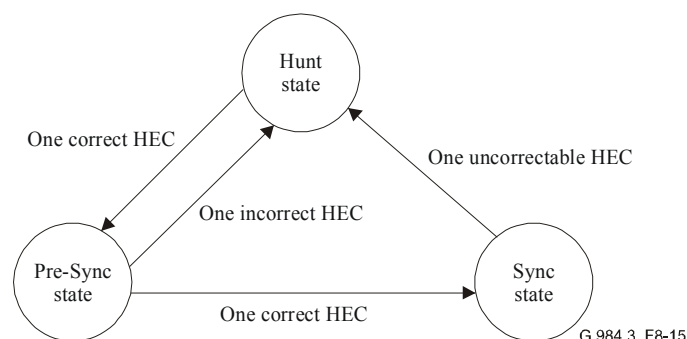 Hunt
state
One correct HEC
One uncorrectable HEC
One incorrect HEC
Pre-Sync
state
Sync
state
One correct HEC
G.984.3_F8-15